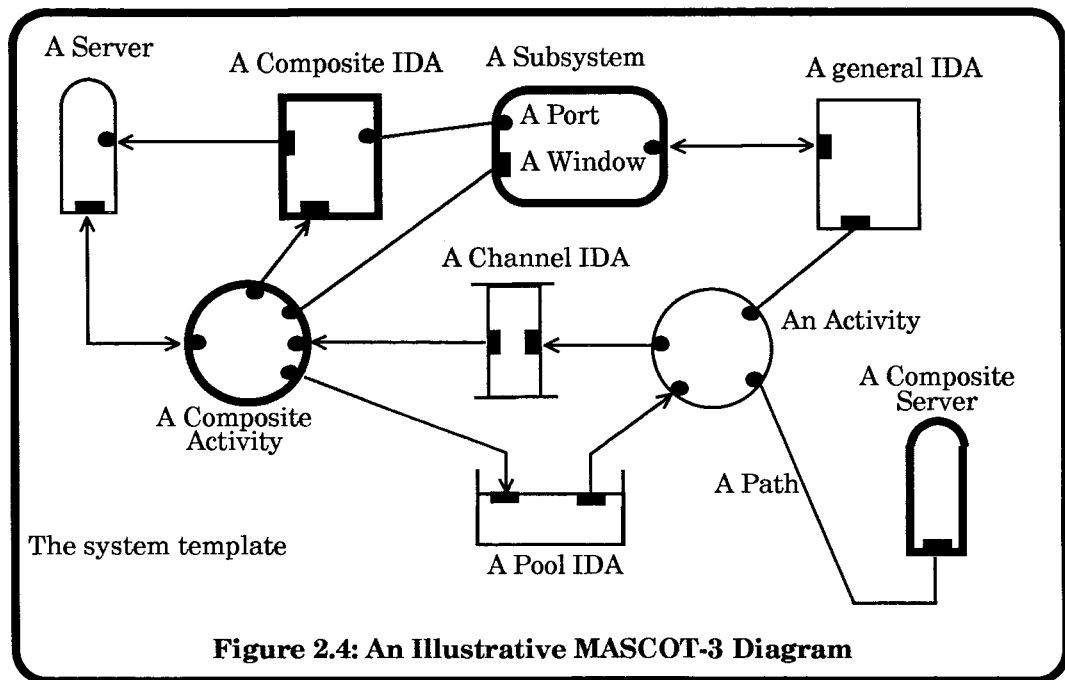 A Server
A Composite IDA
A Subsystem
A general IDA
A Port
A Window
A Channel IDA
An Activity
A Composite
Server
A Composite
Activity
A Path
The system template
A Pool IDA
Figure 2.4: An Illustrative MASCOT-3 Diagram